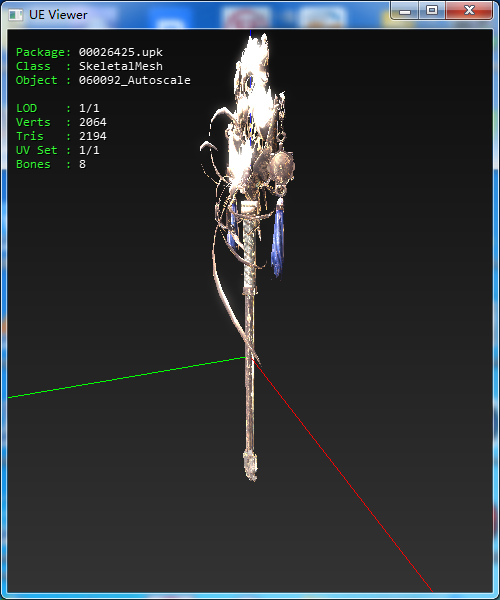 UE Viewer
Package: 00026425.upk
Class  : SkeletalMesh
Object : 060092_Autoscale
LOD    : 1/1
Verts  : 2064
Tris   : 2194
UV Set : 1/1
Bones  : 8